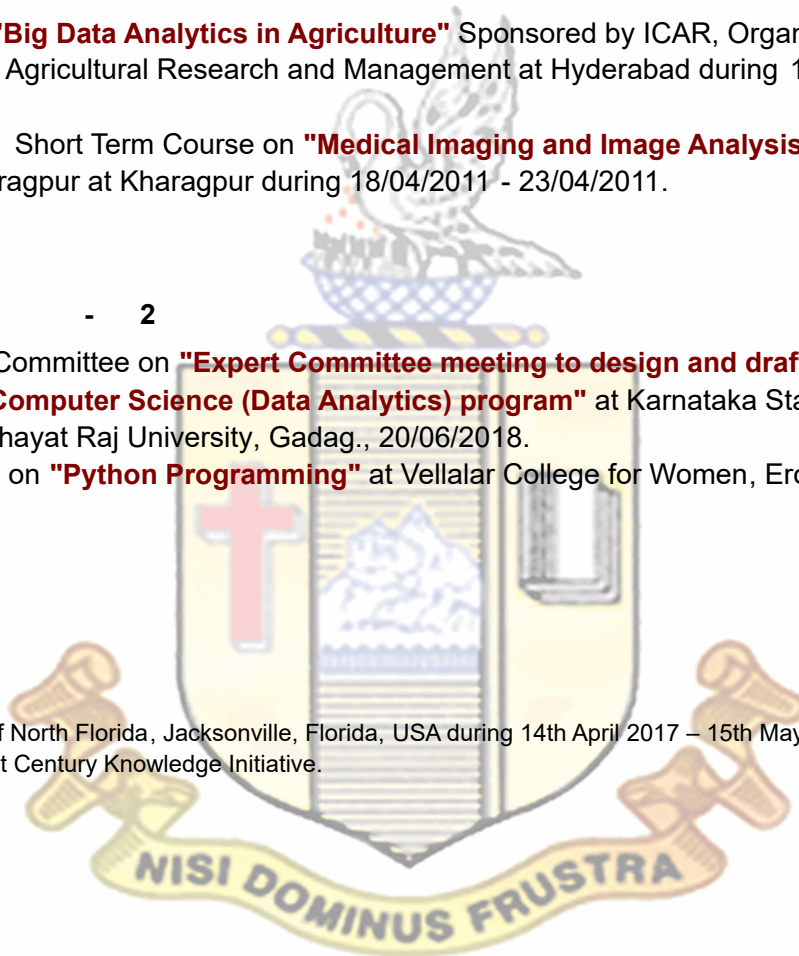 "Big Data Analytics in Agriculture" Sponsored by ICAR, Organ
Agricultural Research and Management at Hyderabad during 1
Short Term Course on "Medical Imaging and Image Analysis
ragpur at Kharagpur during 18/04/2011 - 23/04/2011.
- 2
Committee on "Expert Committee meeting to design and draf
Computer Science (Data Analytics) program" at Karnataka Sta
hayat Raj University, Gadag., 20/06/2018.
on "Python Programming" at Vellalar College for Women, Ero
f North Florida, Jacksonville, Florida, USA during 14th April 2017 – 15th May
t Century Knowledge Initiative.
NISI DOMINUS FRUSTRA